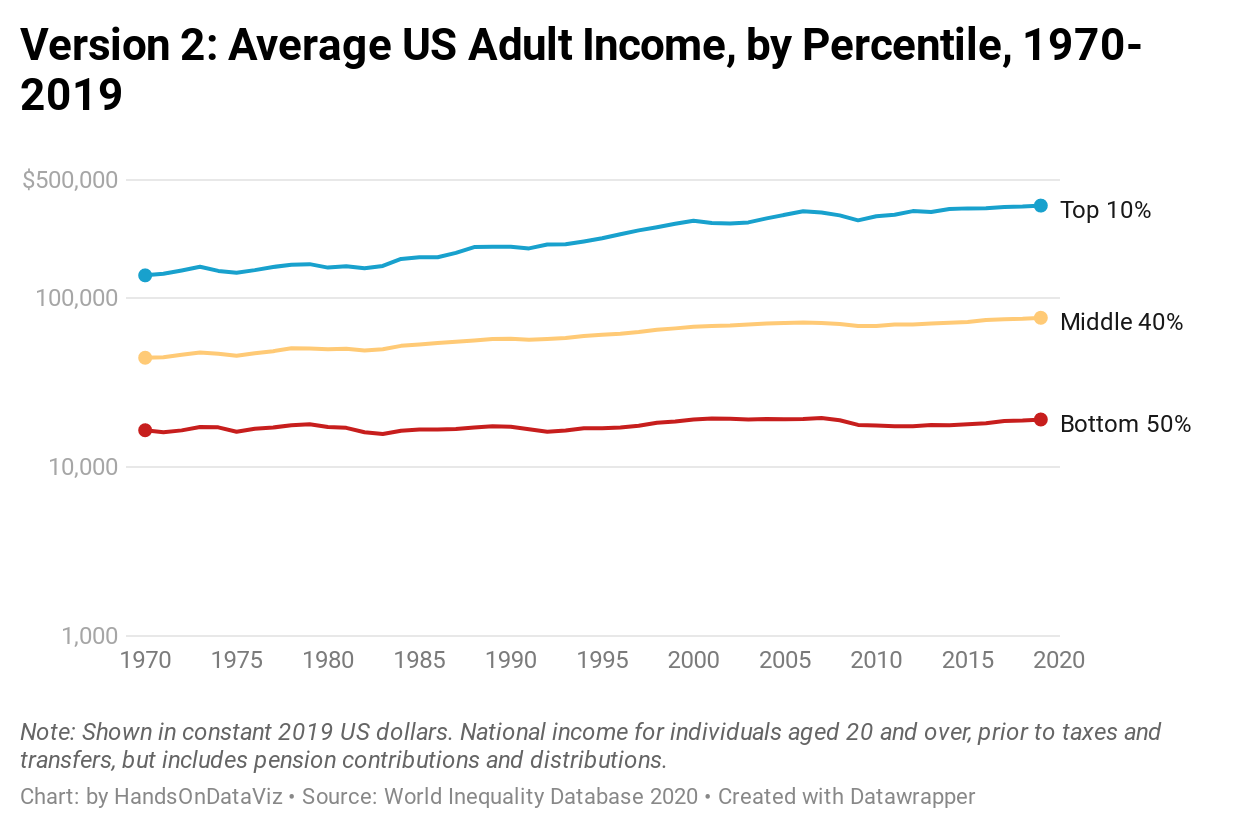 Version 2: Average US Adult Income, by Percentile, 1970-
2019
$500,000
Top 10%
100,000
Middle 40%
Bottom 50%
10,000
1,000
1970 1975 1980 1985 1990 1995 2000 2005 2010 2015 2020
Note: Shown in constant 2019 US dollars. National income for individuals aged 20 and over, prior to taxes and
transfers, but includes pension contributions and distributions.
Chart: by HandsOnDataViz • Source: World Inequality Database 2020 • Created with Datawrapper